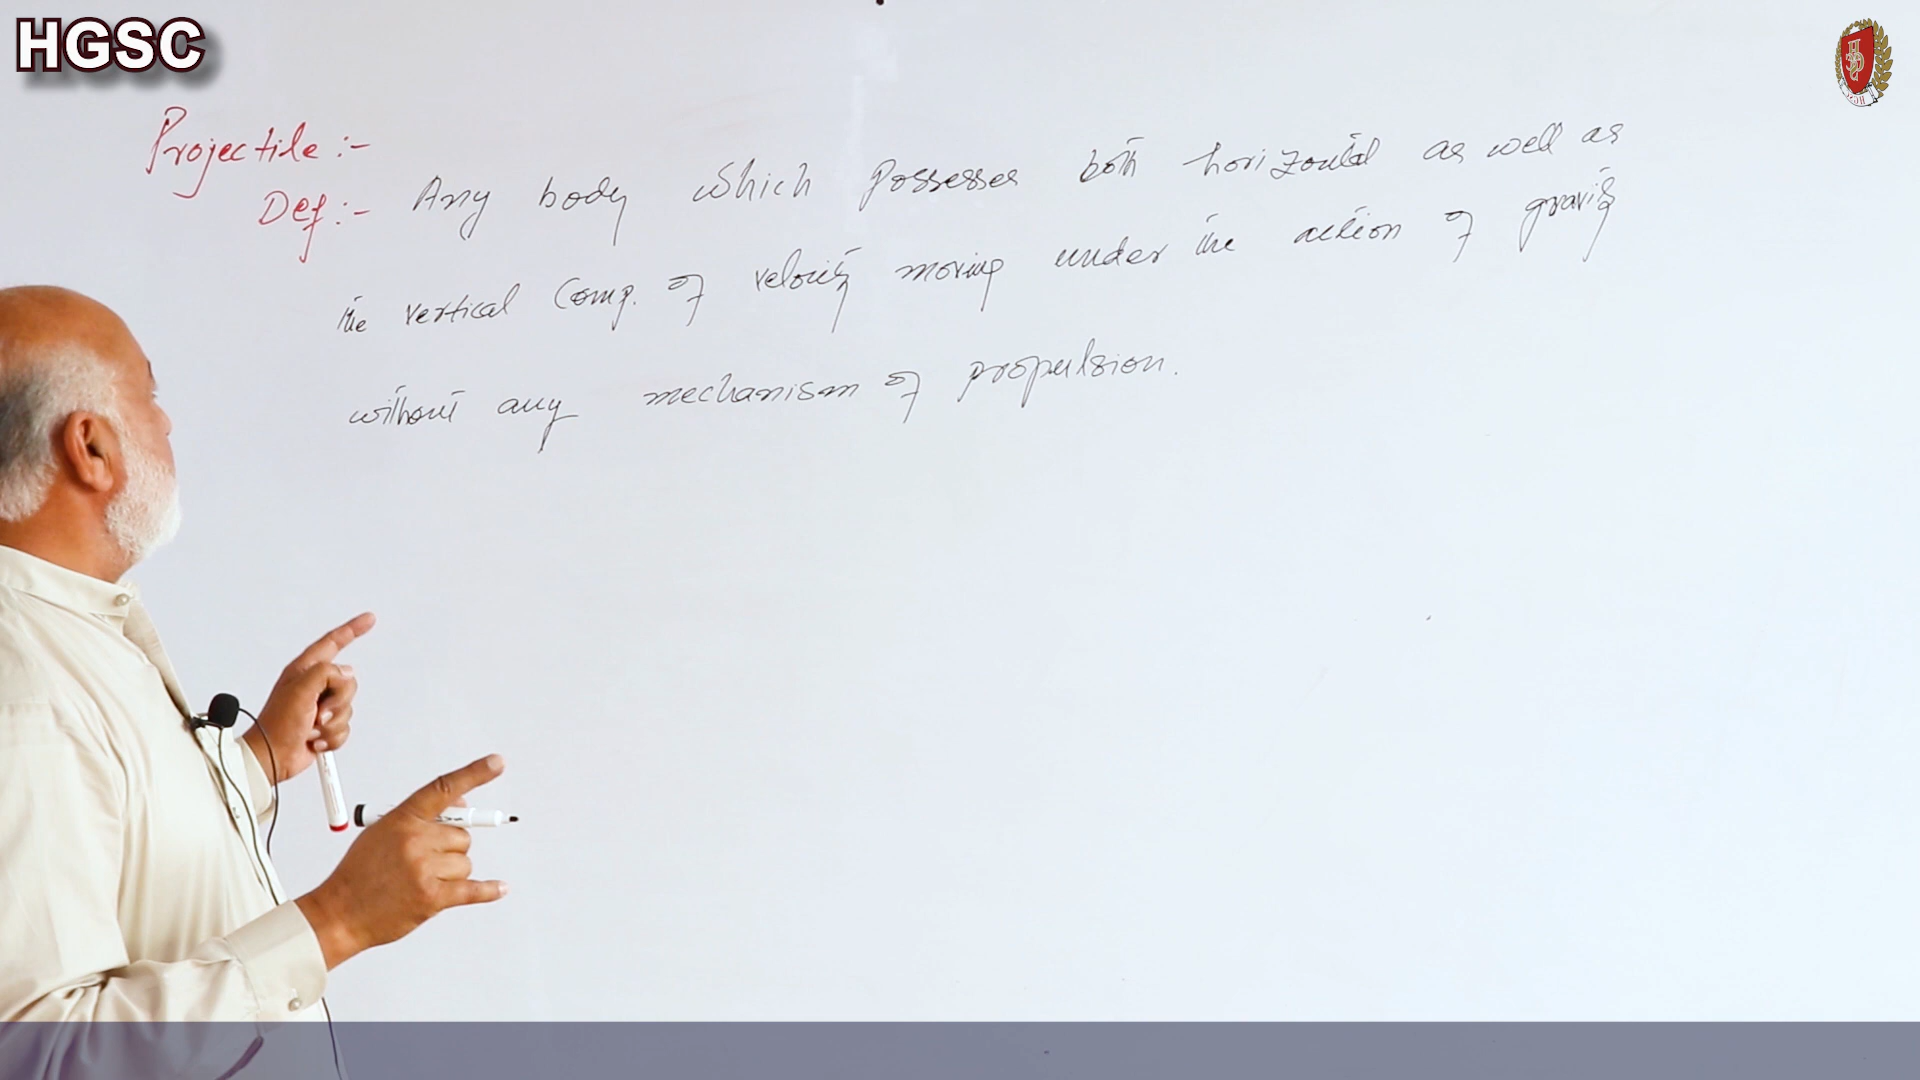 HGSC
Projectile :-
Def :- Any body which Possesses both horizontal as well as
the vertical Comp. of velocity moving under the action of gravity
without any mechanism of propulsion.
HGSC